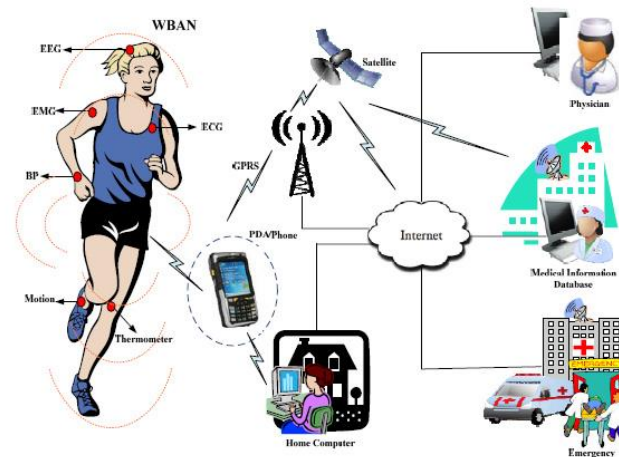 WBAN
EEG
EMG
ECG
BP
Motion
Thermometer
Satellite
GPRS
PDA/Phone
Internet
Home Computer
Physician
Medical Information
Database
EMERGENCY
Emergency